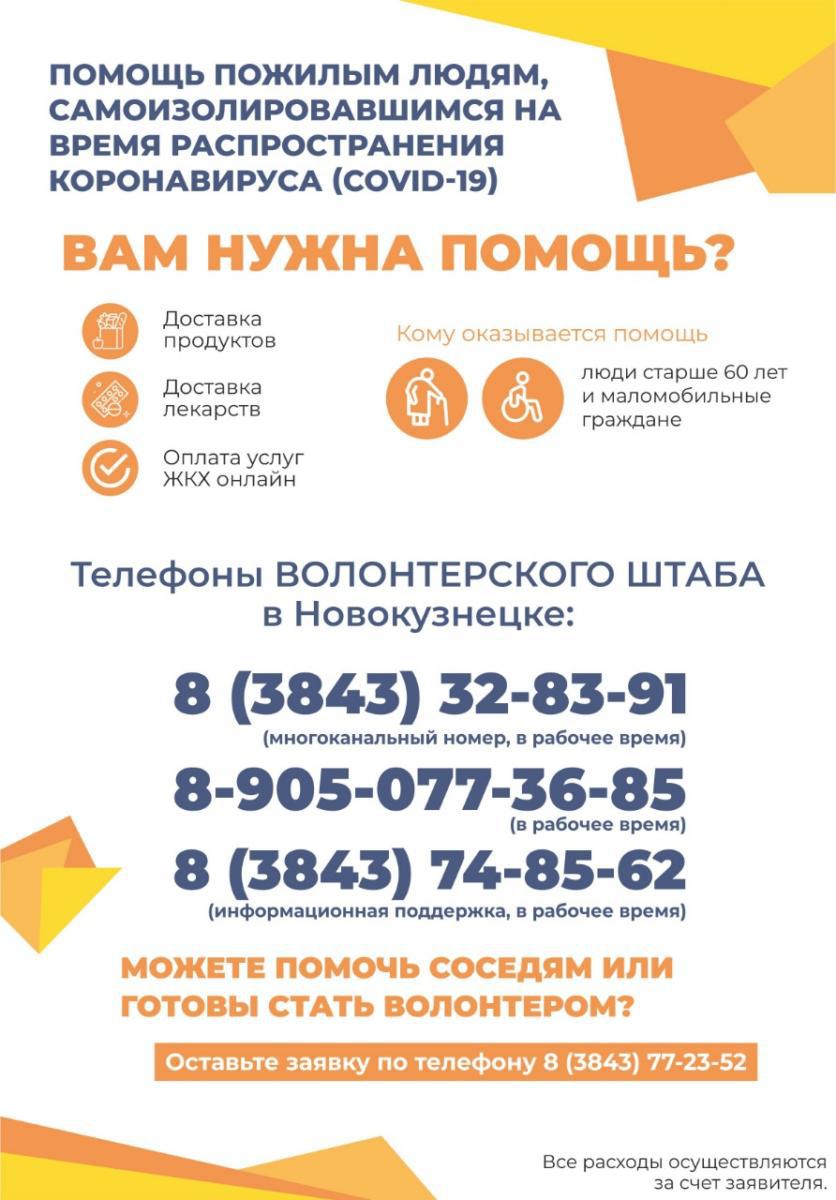 ПОМОЩЬ ПОЖИЛЫМ ЛЮДЯМ,
САМОИЗОЛИРОВАВШИМСЯ НА
ВРЕМЯ РАСПРОСТРАНЕНИЯ
КОРОНАВИРУСА (COVID-19)
ВАМ НУЖНА ПОМОЩЬ?
Доставка
продуктов
Доставка
лекарств
Оплата услуг
ЖКХ онлайн
Кому оказывается помощь
люди старше 60 лет
и маломобильные
граждане
Телефоны ВОЛОНТЕРСКОГО ШТАБА
в Новокузнецке:
8 (3843) 32-83-91
(многоканальный номер, в рабочее время)
8-905-077-36-85
(в рабочее время)
8 (3843) 74-85-62
(информационная поддержка, в рабочее время)
МОЖЕТЕ ПОМОЧЬ СОСЕДЯМ ИЛИ
ГОТОВЫ СТАТЬ ВОЛОНТЕРОМ?
Оставьте заявку по телефону 8 (3843) 77-23-52
Все расходы осуществляются
за счет заявителя.